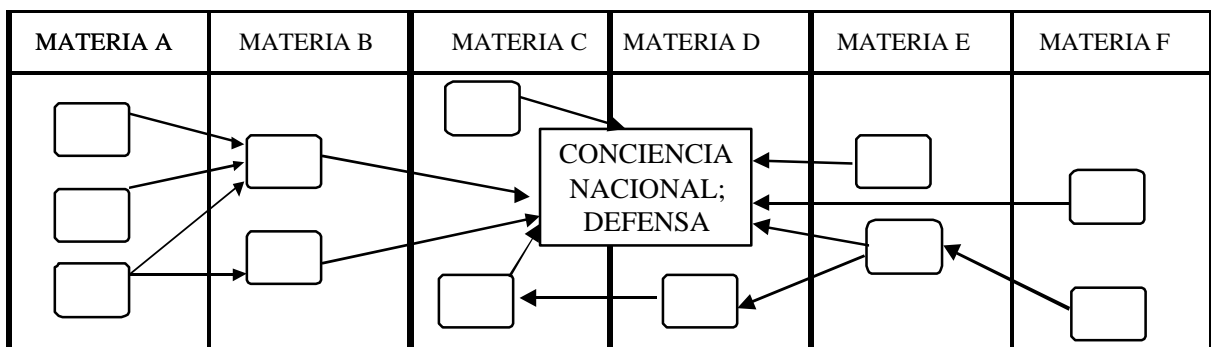 MATERIA A
MATERIA B
MATERIA C
MATERIA D
MATERIA E
MATERIA F
CONCIENCIA
NACIONAL;
DEFENSA